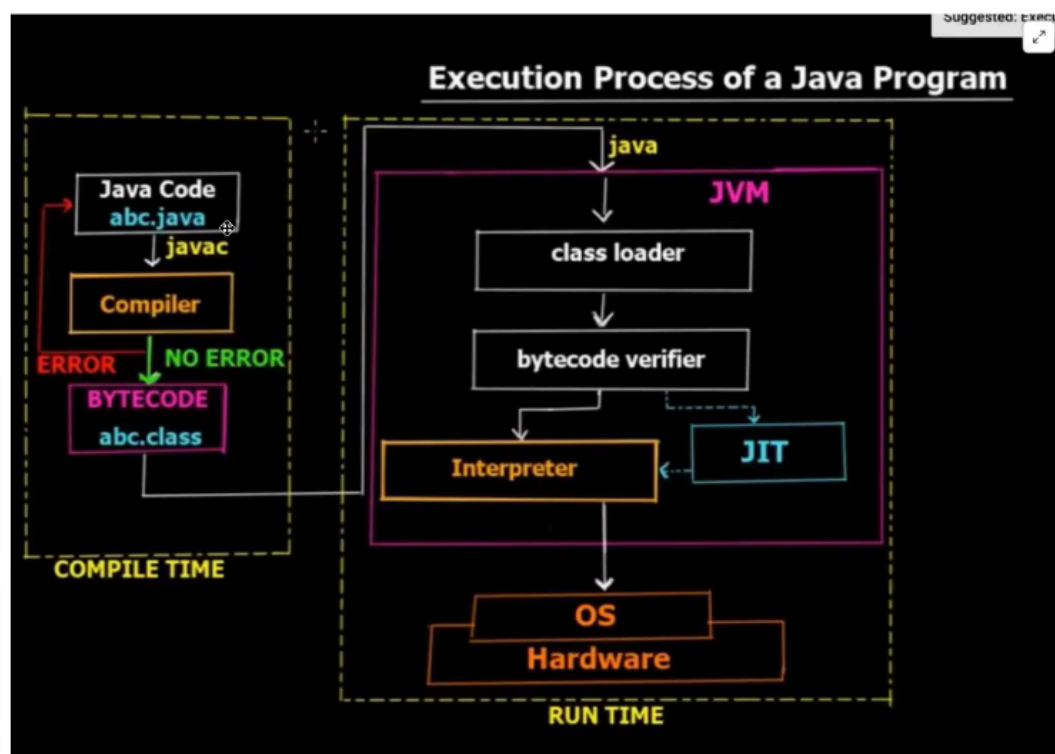 Suggested: Execu
Execution Process of a Java Program
Java Code
abc.java
javac
Compiler
ERROR
NO ERROR
BYTECODE
abc.class
COMPILE TIME
java
JVM
class loader
bytecode verifier
Interpreter
JIT
OS
Hardware
RUN TIME